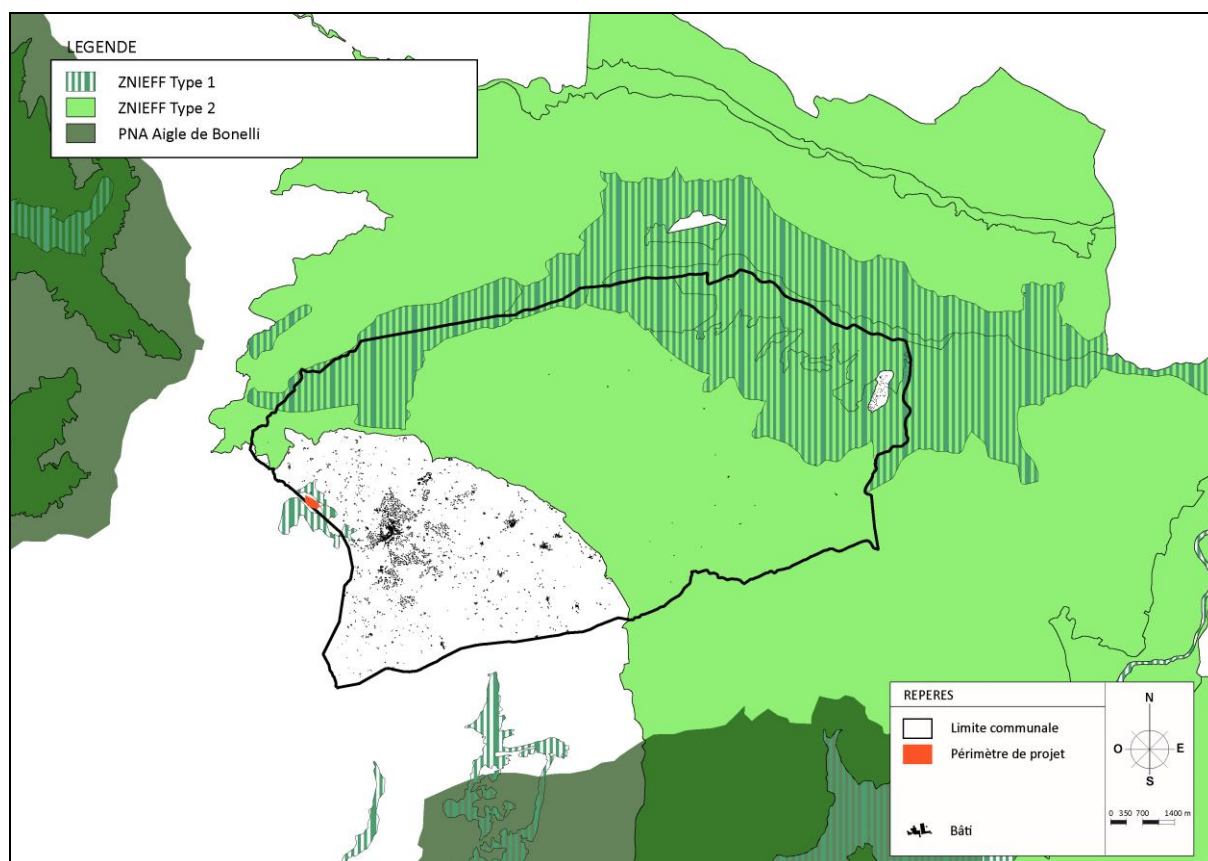 LEGENDE
ZNIEFF Type 1
ZNIEFF Type 2
PNA Aigle de Bonelli
REPERES
Limite communale
Périmètre de projet
Bâti
N
O E
S
0 350 700 1400 m